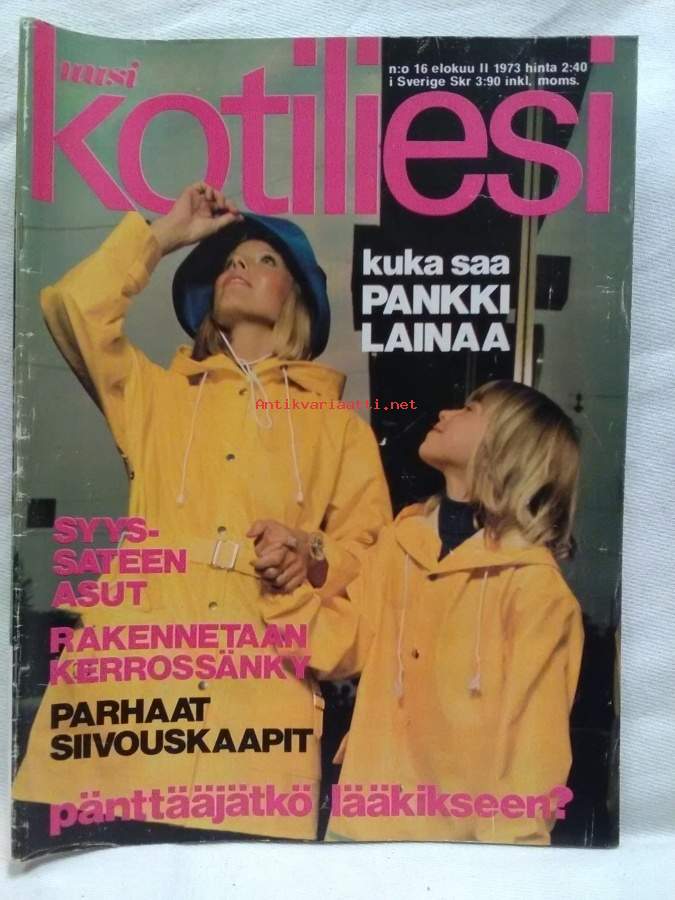 uusi
kotiliesi
n:o 16 elokuu II 1973 hinta 2:40
i Sverige Skr 3:90 inkl. moms.
kuka saa
PANKKI
LAINAA
Antikvariaatti.net
SYYS-
SATEEN
ASUT
RAKENNETAAN
KERROSSÄNKY
PARHAAT
SIIVOUSKAAPIT
pänttääjätkö lääkikseen?